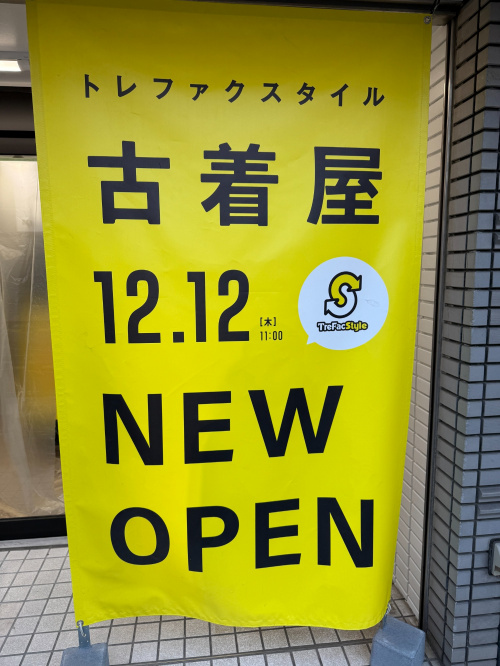 トレファクスタイル
古着屋
12.12 [木] 11:00
TreFacStyle
NEW
OPEN